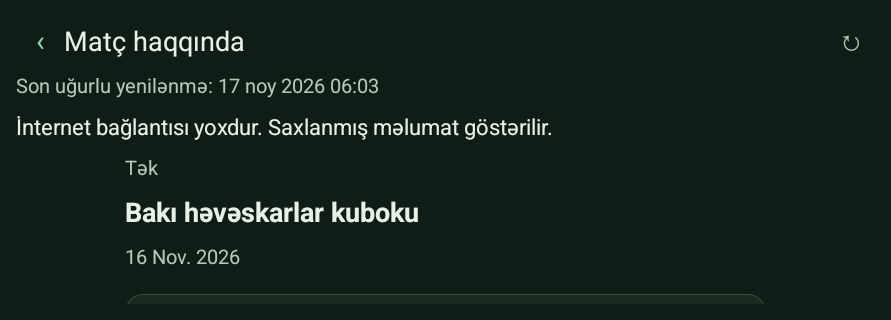 Matç haqqında
Son uğurlu yenilənmə: 17 noy 2026 06:03
İnternet bağlantısı yoxdur. Saxlanmış məlumat göstərilir.
Tək
Bakı həvəskarlar kuboku
16 Nov. 2026